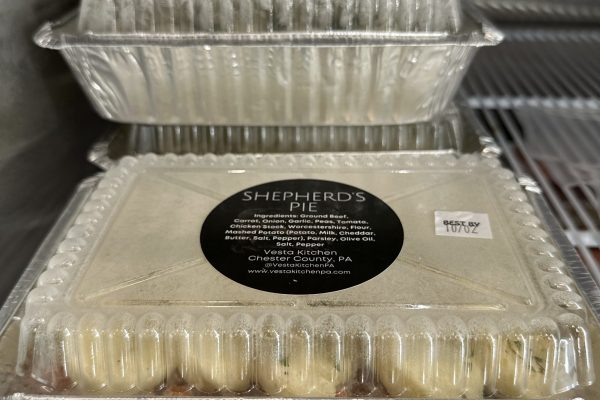 SHEPHERD'S
PIE
Ingredients: Ground Beef,
Carrot, Onion, Garlic, Peas, Tomato,
Chicken Stock, Worcestershire, Flour,
Mashed Potato (Potato, Milk, Cheddar,
Butter, Salt, Pepper), Parsley, Olive Oil,
Salt, Pepper
Vesta Kitchen
Chester County, PA
@VestaKitchenPA
www.vestakitchenpa.com
BEST BY
10/02